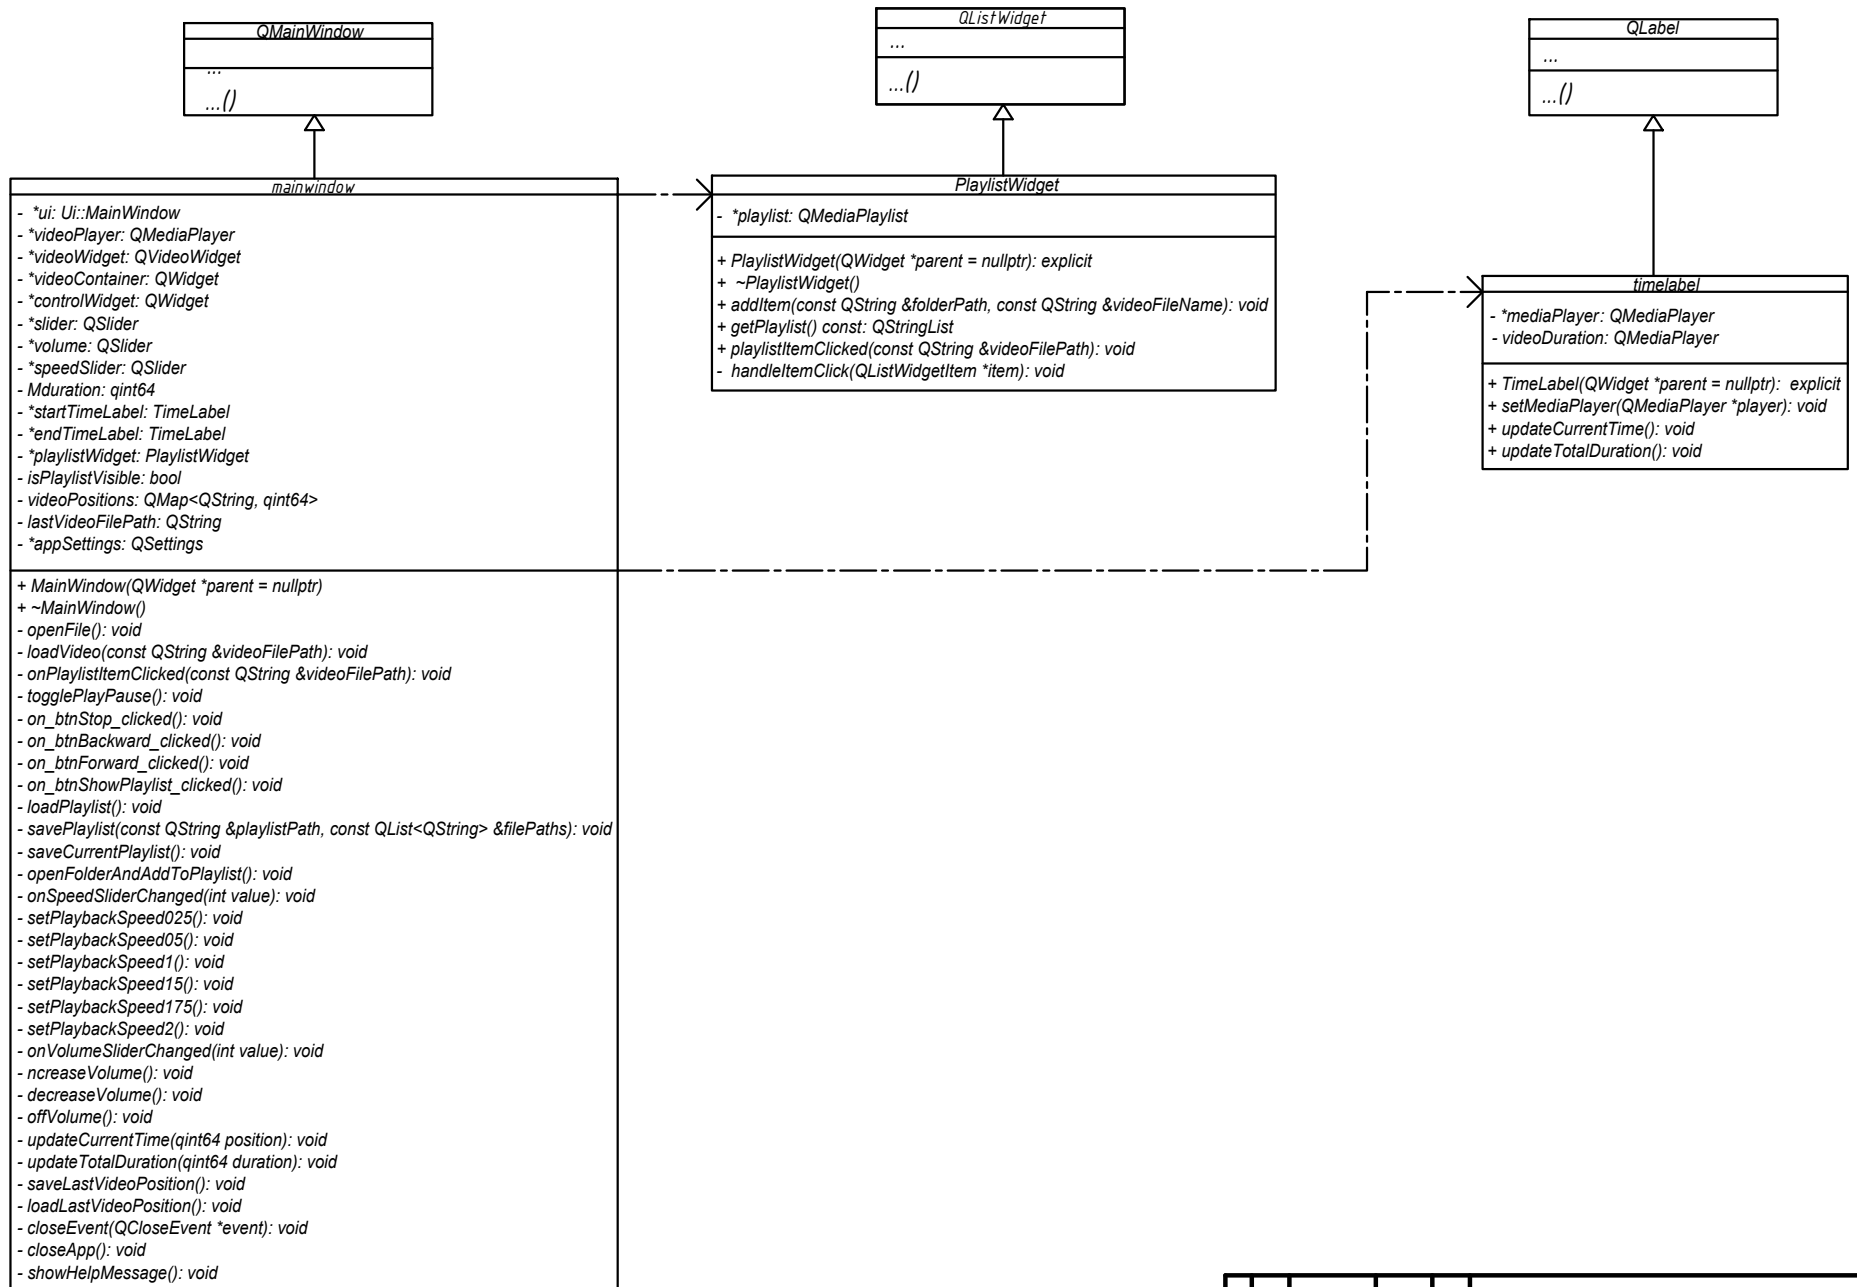 QMainWindow
...
...()
QListWidget
...
...()
QLabel
...
...()
mainwindow
- *ui: Ui::MainWindow
- *videoPlayer: QMediaPlayer
- *videoWidget: QVideoWidget
- *videoContainer: QWidget
- *controlWidget: QWidget
- *slider: QSlider
- *volume: QSlider
- *speedSlider: QSlider
- Mduration: qint64
- *startTimeLabel: TimeLabel
- *endTimeLabel: TimeLabel
- *playlistWidget: PlaylistWidget
- isPlaylistVisible: bool
- videoPositions: QMap<QString, qint64>
- lastVideoFilePath: QString
- *appSettings: QSettings
+ MainWindow(QWidget *parent = nullptr)
+ ~MainWindow()
- openFile(): void
- loadVideo(const QString &videoFilePath): void
- onPlaylistItemClicked(const QString &videoFilePath): void
- togglePlayPause(): void
- on_btnStop_clicked(): void
- on_btnBackward_clicked(): void
- on_btnForward_clicked(): void
- on_btnShowPlaylist_clicked(): void
- loadPlaylist(): void
- savePlaylist(const QString &playlistPath, const QList<QString> &filePaths): void
- saveCurrentPlaylist(): void
- openFolderAndAddToPlaylist(): void
- onSpeedSliderChanged(int value): void
- setPlaybackSpeed025(): void
- setPlaybackSpeed05(): void
- setPlaybackSpeed1(): void
- setPlaybackSpeed15(): void
- setPlaybackSpeed175(): void
- setPlaybackSpeed2(): void
- onVolumeSliderChanged(int value): void
- ncreaseVolume(): void
- decreaseVolume(): void
- offVolume(): void
- updateCurrentTime(qint64 position): void
- updateTotalDuration(qint64 duration): void
- saveLastVideoPosition(): void
- loadLastVideoPosition(): void
- closeEvent(QCloseEvent *event): void
- closeApp(): void
- showHelpMessage(): void
PlaylistWidget
- *playlist: QMediaPlaylist
+ PlaylistWidget(QWidget *parent = nullptr): explicit
+ ~PlaylistWidget()
+ addItem(const QString &folderPath, const QString &videoFileName): void
+ getPlaylist() const: QStringList
+ playlistItemClicked(const QString &videoFilePath): void
- handleItemClick(QListWidgetItem *item): void
timelabel
- *mediaPlayer: QMediaPlayer
- videoDuration: QMediaPlayer
+ TimeLabel(QWidget *parent = nullptr): explicit
+ setMediaPlayer(QMediaPlayer *player): void
+ updateCurrentTime(): void
+ updateTotalDuration(): void